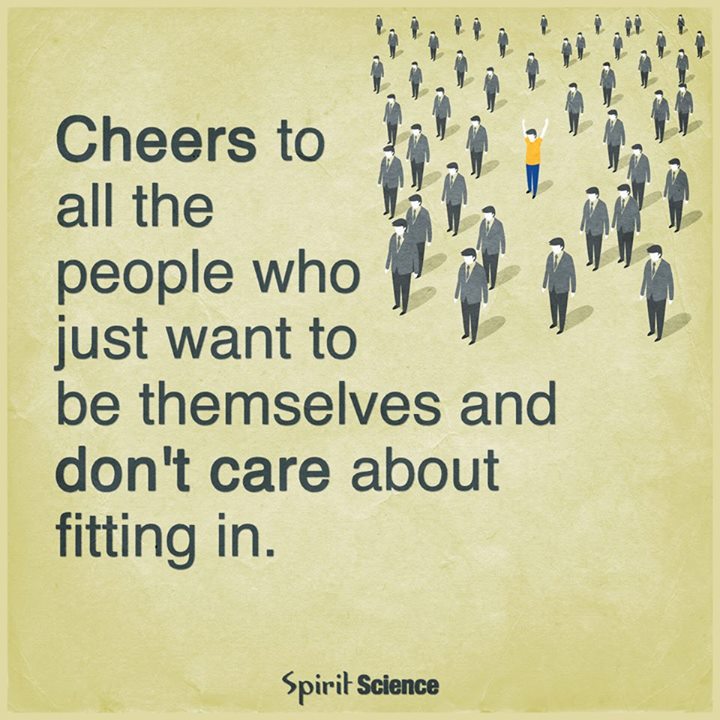 Cheers to
all the
people who
just want to
be themselves and
don't care about
fitting in.
Spirit Science